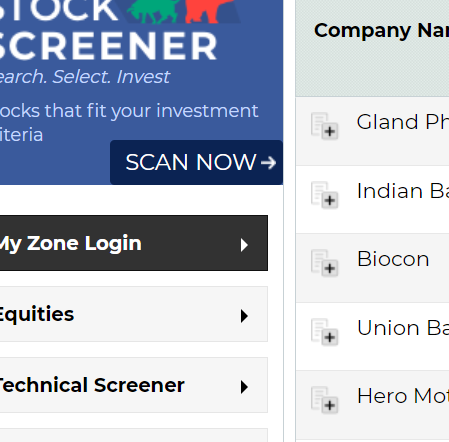 STOCK
SCREENER
earch. Select. Invest
ocks that fit your investment
iteria
SCAN NOW
My Zone Login
Equities
Technical Screener
Company Nar
Gland Ph
Indian Ba
Biocon
Union Ba
Hero Mot